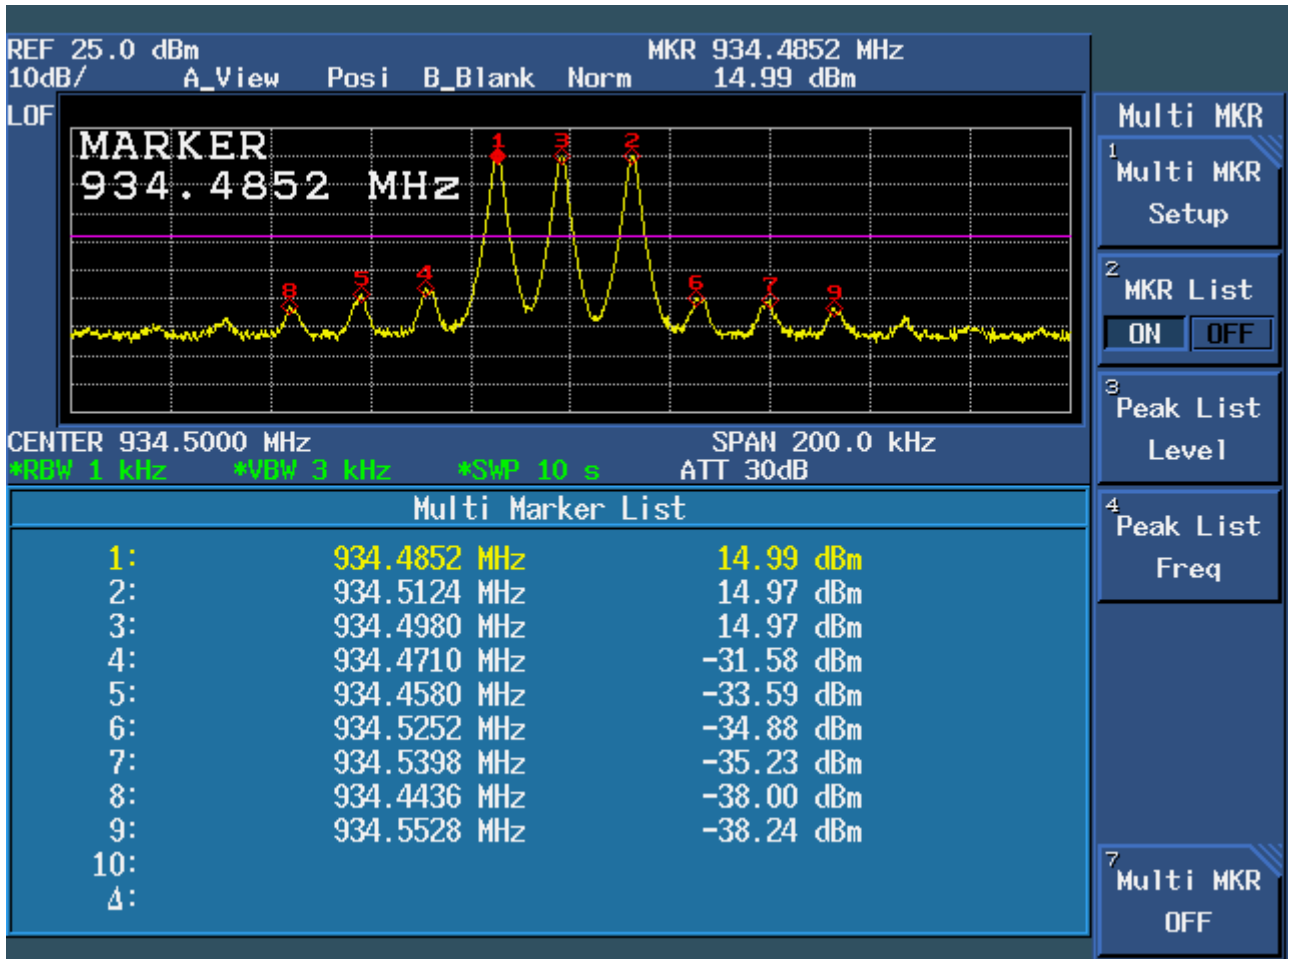 REF 25.0 dBm MKR 934.4852 MHz
10dB/ A_View Posi B_Blank Norm 14.99 dBm
LOF
MARKER
934.4852 MHz
1 3 2
8 5 4 6 7 9
CENTER 934.5000 MHz SPAN 200.0 kHz
*RBW 1 kHz *VBW 3 kHz *SWP 10 s ATT 30dB
Multi Marker List
1: 934.4852 MHz 14.99 dBm
2: 934.5124 MHz 14.97 dBm
3: 934.4980 MHz 14.97 dBm
4: 934.4710 MHz -31.58 dBm
5: 934.4580 MHz -33.59 dBm
6: 934.5252 MHz -34.88 dBm
7: 934.5398 MHz -35.23 dBm
8: 934.4436 MHz -38.00 dBm
9: 934.5528 MHz -38.24 dBm
10:
Δ:
Multi MKR
1
Multi MKR
Setup
2
MKR List
ON OFF
3
Peak List
Level
4
Peak List
Freq
7
Multi MKR
OFF